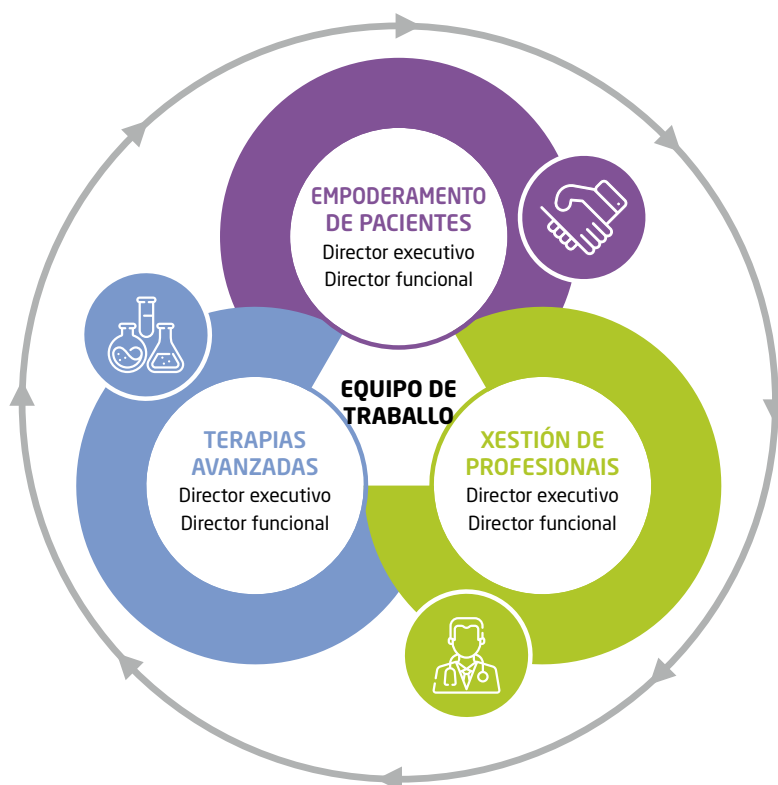 EMPODERAMENTO
DE PACIENTES
Director executivo
Director funcional
EQUIPO DE
TRABALLO
TERAPIAS
AVANZADAS
Director executivo
Director funcional
XESTIÓN DE
PROFESIONAIS
Director executivo
Director funcional